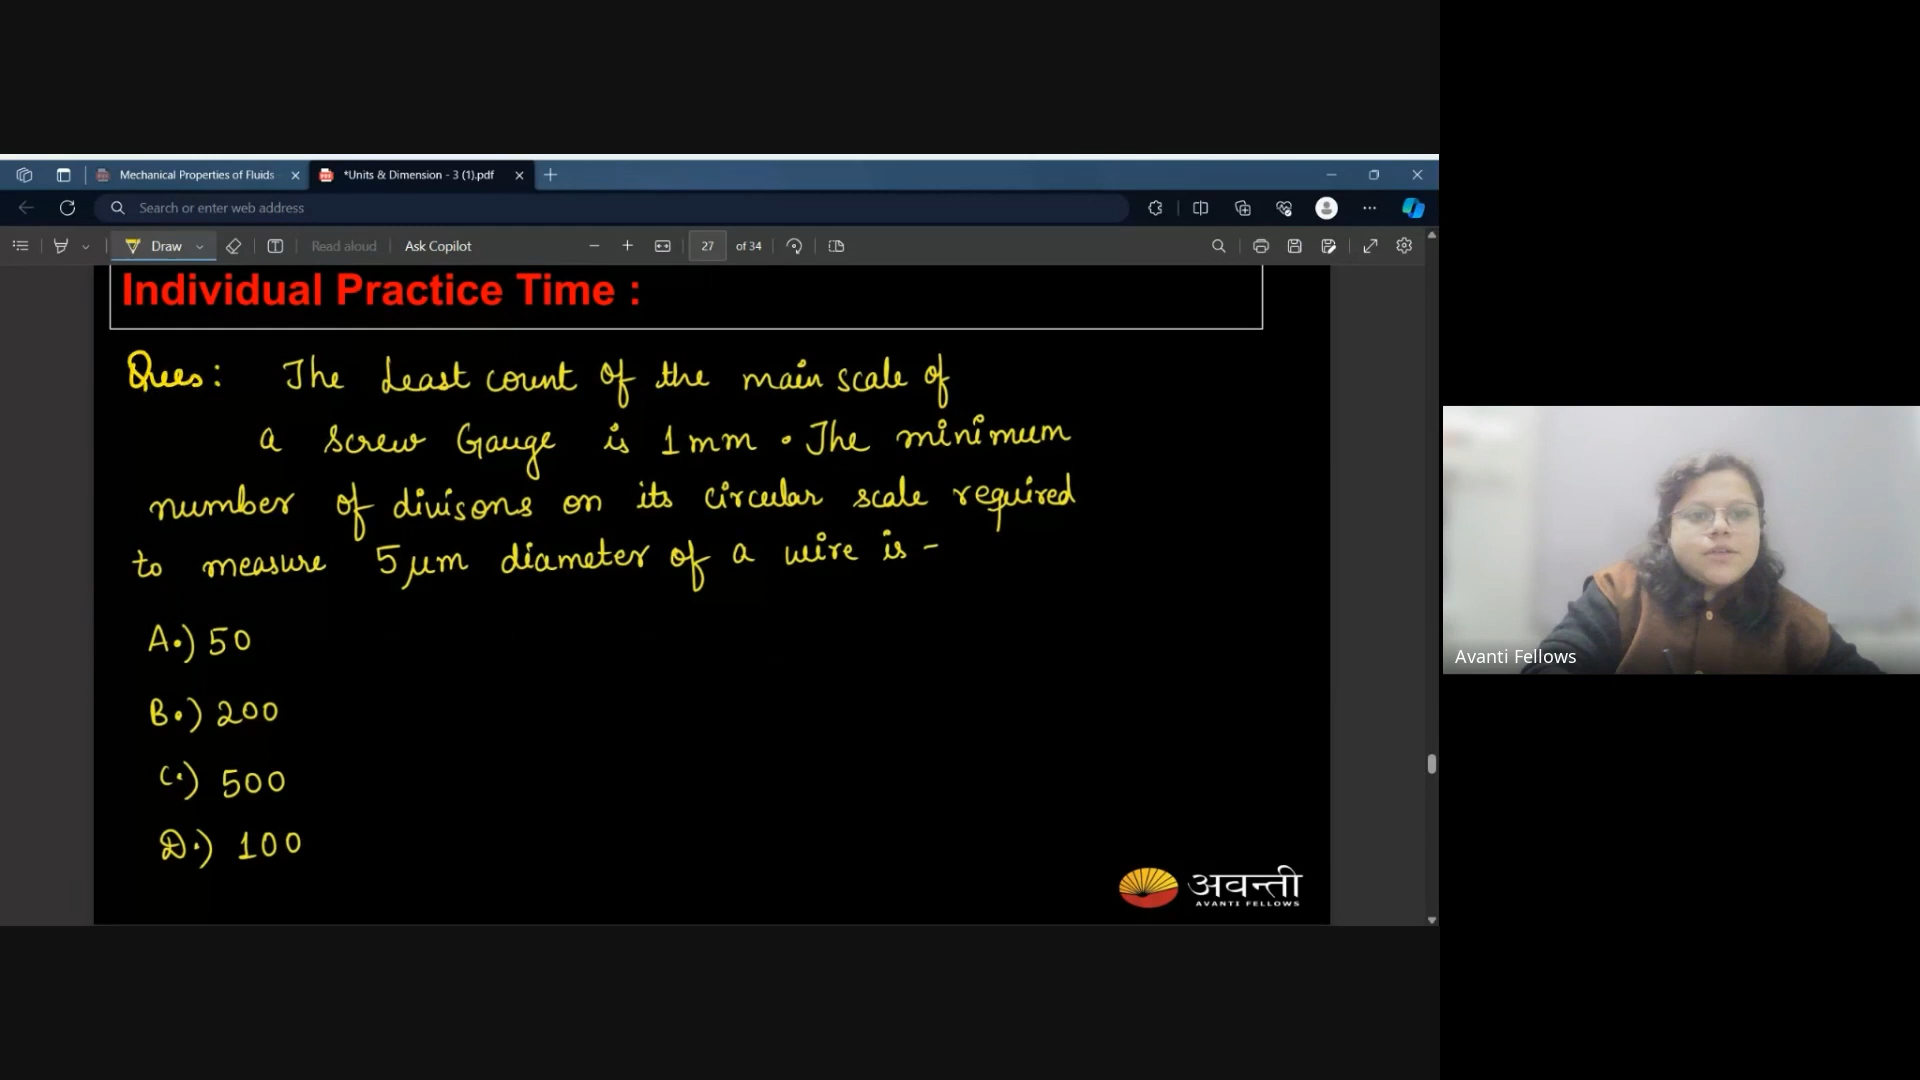 Mechanical Properties of Fluids
*Units & Dimension - 3 (1).pdf
Search or enter web address
Draw
Read aloud
Ask Copilot
27 of 34
Individual Practice Time :
Ques: The Least count of the main scale of
a screw Gauge is 1 mm . The minimum
number of divisons on its circular scale required
to measure 5 μm diameter of a wire is -
A.) 50
B.) 200
C.) 500
D.) 100
अवन्ती
AVANTI FELLOWS
Avanti Fellows